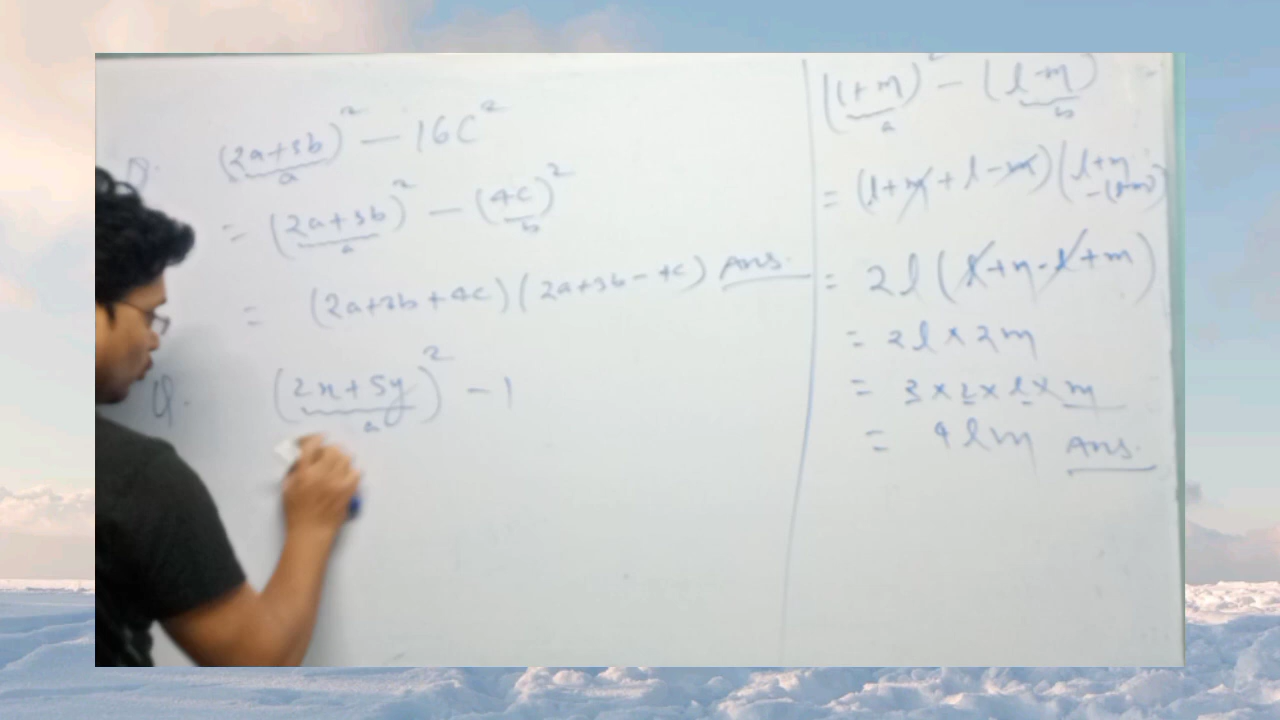 Q. (2a+3b)² — 16c²
a
= (2a+3b)² — (4c)²
a b
= (2a+3b+4c)(2a+3b-4c) Ans.
Q. (2x+5y)² - 1
a
(l+m)² — (l-m)
a b
= (l+m+l-m)(l+m
-(l-m))
= 2l(l+m-l+m)
= 2l×2m
= 2×2×l×m
= 4lm Ans.